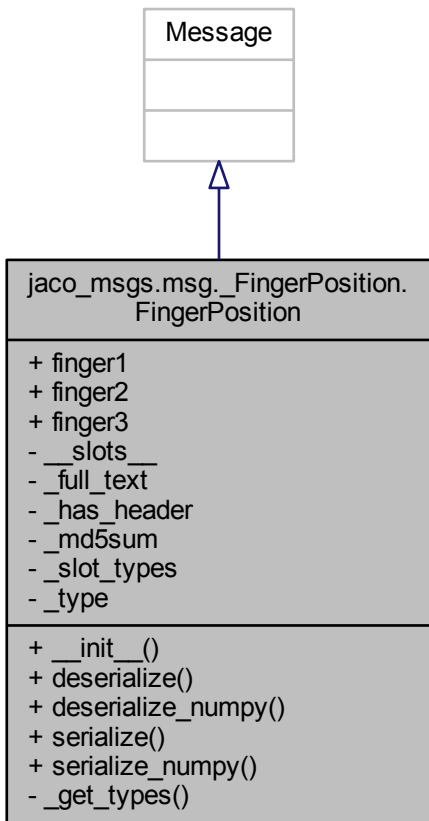 Message
jaco_msgs.msg._FingerPosition.
FingerPosition
+ finger1
+ finger2
+ finger3
- __slots__
- _full_text
- _has_header
- _md5sum
- _slot_types
- _type
+ __init__()
+ deserialize()
+ deserialize_numpy()
+ serialize()
+ serialize_numpy()
- _get_types()